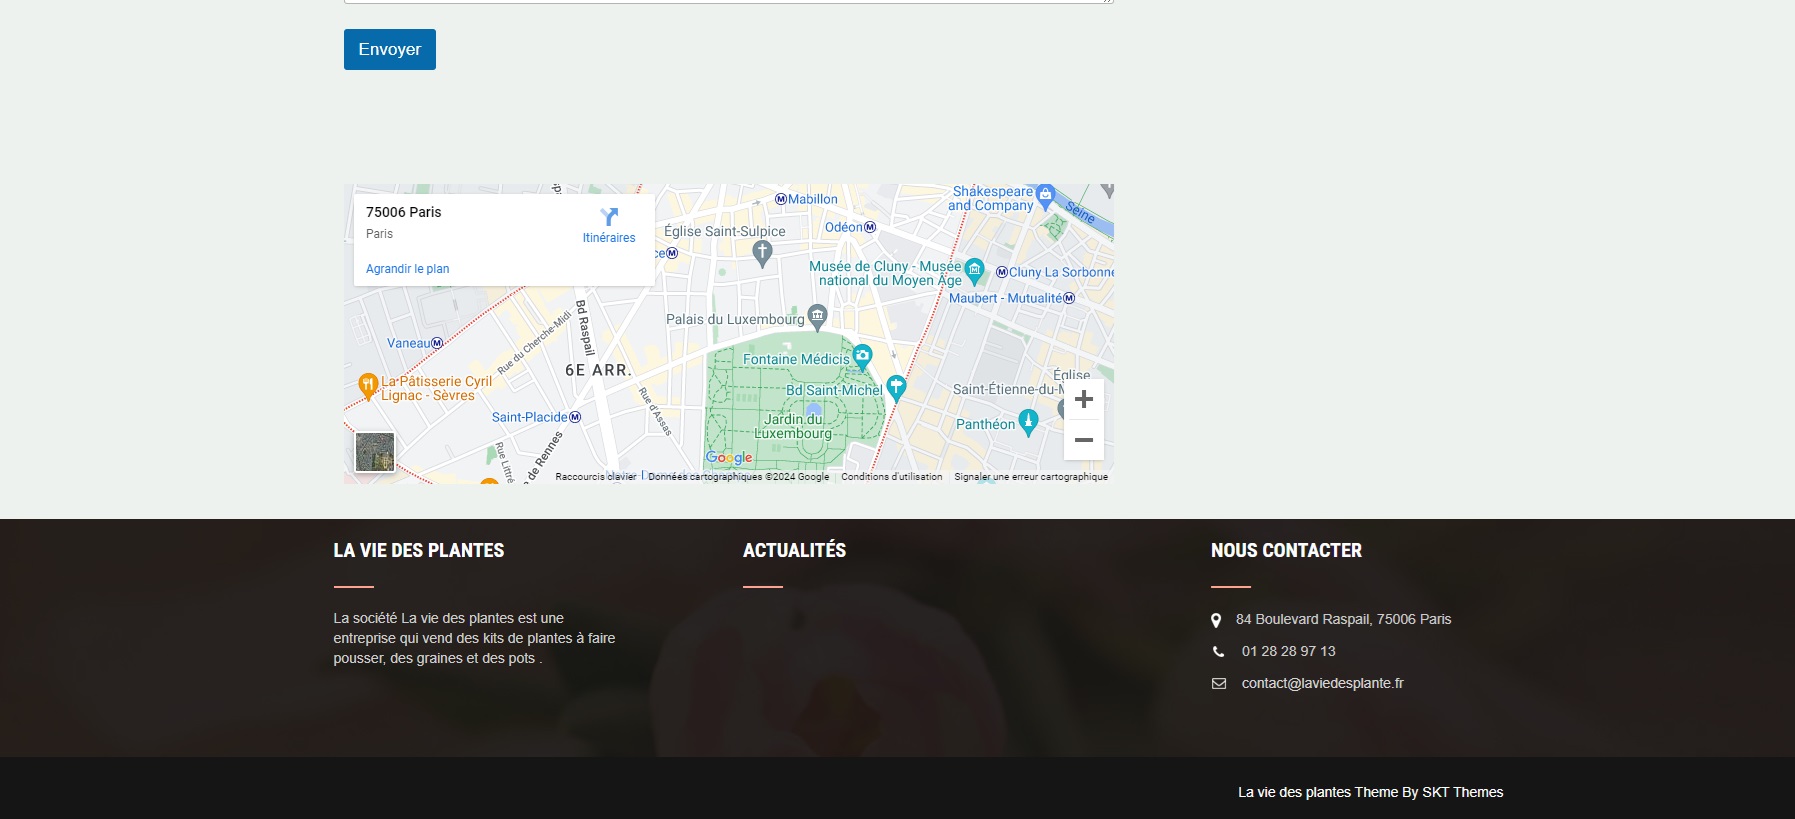 Envoyer
75006 Paris
Paris
Itinéraires
Agrandir le plan
Mabillon
Shakespeare
and Company
Seine
Odéon
Église Saint-Sulpice
Musée de Cluny - Musée
national du Moyen Âge
Cluny La Sorbonne
Maubert - Mutualité
Palais du Luxembourg
Bd Raspail
Rue du Cherche-Midi
Vaneau
Fontaine Médicis
6E ARR.
La Pâtisserie Cyril
Lignac - Sèvres
Bd Saint-Michel
Église
Saint-Étienne-du-M
Saint-Placide
Rue d'Assas
Jardin du
Luxembourg
Panthéon
Rue Littré
de Rennes
Google
Raccourcis clavier
Données cartographiques ©2024 Google
Conditions d'utilisation
Signaler une erreur cartographique
LA VIE DES PLANTES
La société La vie des plantes est une
entreprise qui vend des kits de plantes à faire
pousser, des graines et des pots .
ACTUALITÉS
NOUS CONTACTER
84 Boulevard Raspail, 75006 Paris
01 28 28 97 13
contact@laviedesplante.fr
La vie des plantes Theme By SKT Themes